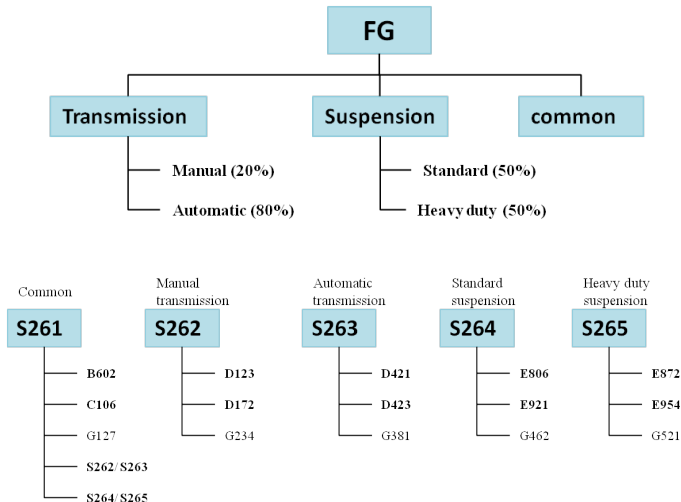 FG
Transmission Suspension common
Manual (20%) Standard (50%)
Automatic (80%) Heavy duty (50%)
Common
Manual
transmission
Automatic
transmission
Standard
suspension
Heavy duty
suspension
S261 S262 S263 S264 S265
B602 D123 D421 E806 E872
C106 D172 D423 E921 E954
G127 G234 G381 G462 G521
S262/S263
S264/S265